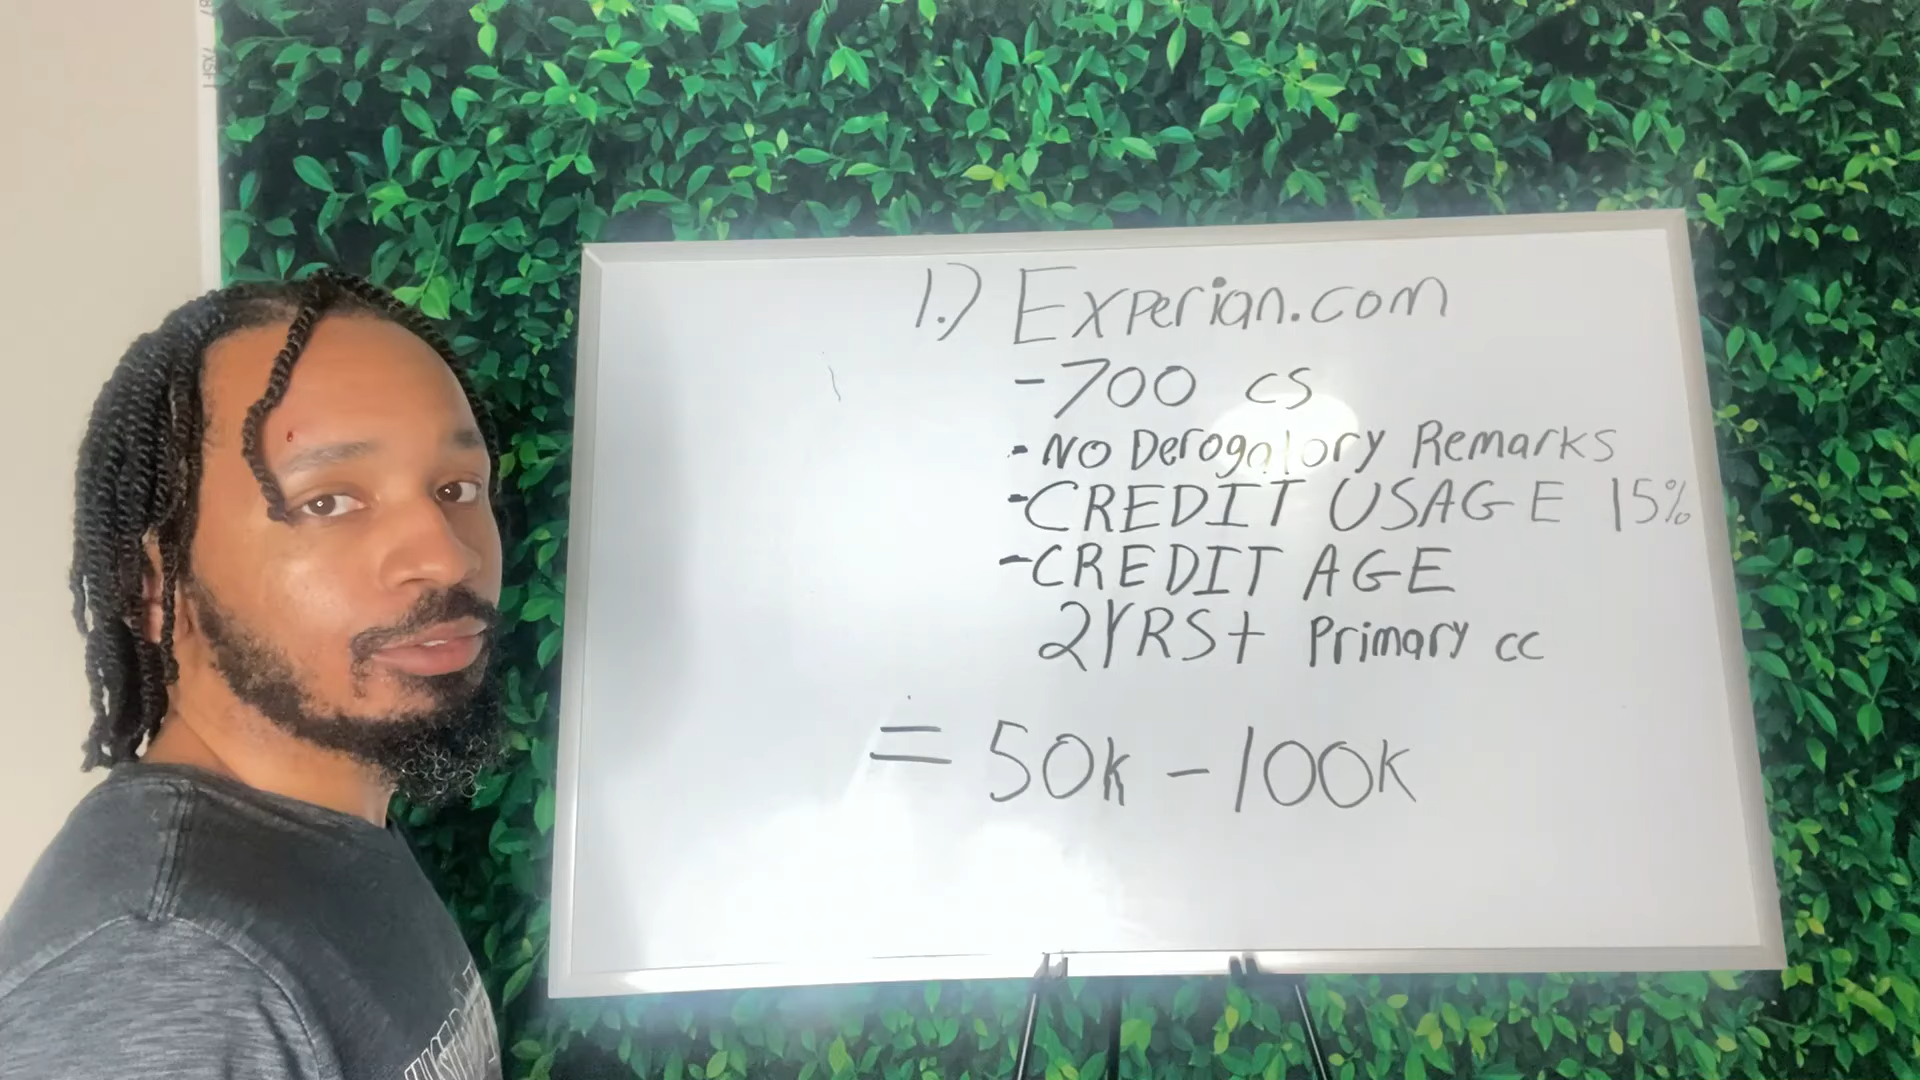 1.) Experian.com
- 700 cs
- No Derogatory Remarks
- CREDIT USAGE 15%
- CREDIT AGE
2YRS+ Primary cc
= 50k - 100k